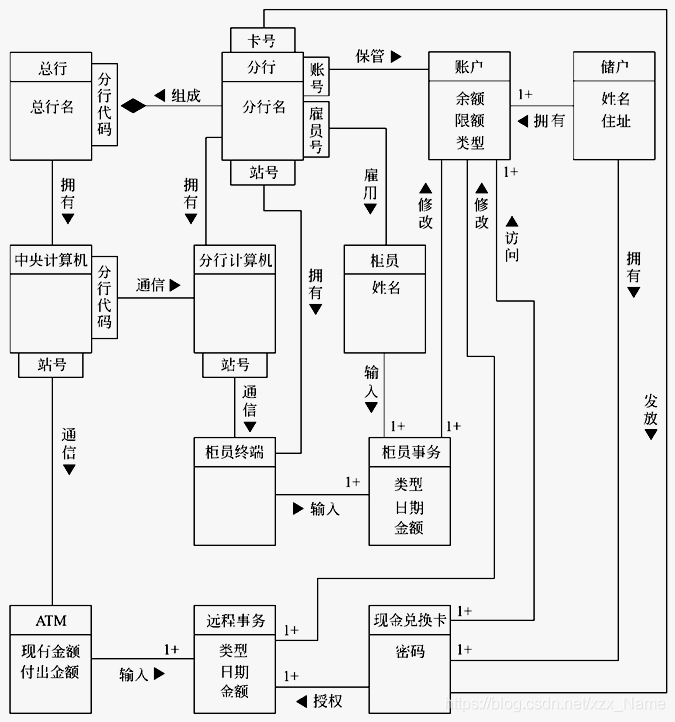 卡号
总行
总行名
分行代码
◀ 组成
分行
分行名
账号
雇员号
站号
保管 ▶
账户
余额
限额
类型
1+
◀ 拥有
储户
姓名
住址
拥有
▼
拥有
▼
雇用
▼
▲
修改
▲
修改
1+
▲
访问
拥有
▼
中央计算机
分行代码
站号
通信 ▶
分行计算机
站号
拥有
▼
柜员
姓名
通信
▼
通信
▼
输入
▼
1+
1+
发放
▼
柜员终端
1+
▶ 输入
柜员事务
类型
日期
金额
ATM
现有金额
付出金额
1+
输入 ▶
远程事务
类型
日期
金额
1+
1+
◀ 授权
现金兑换卡
密码
1+
1+
https://blog.csdn.net/xzx_Name